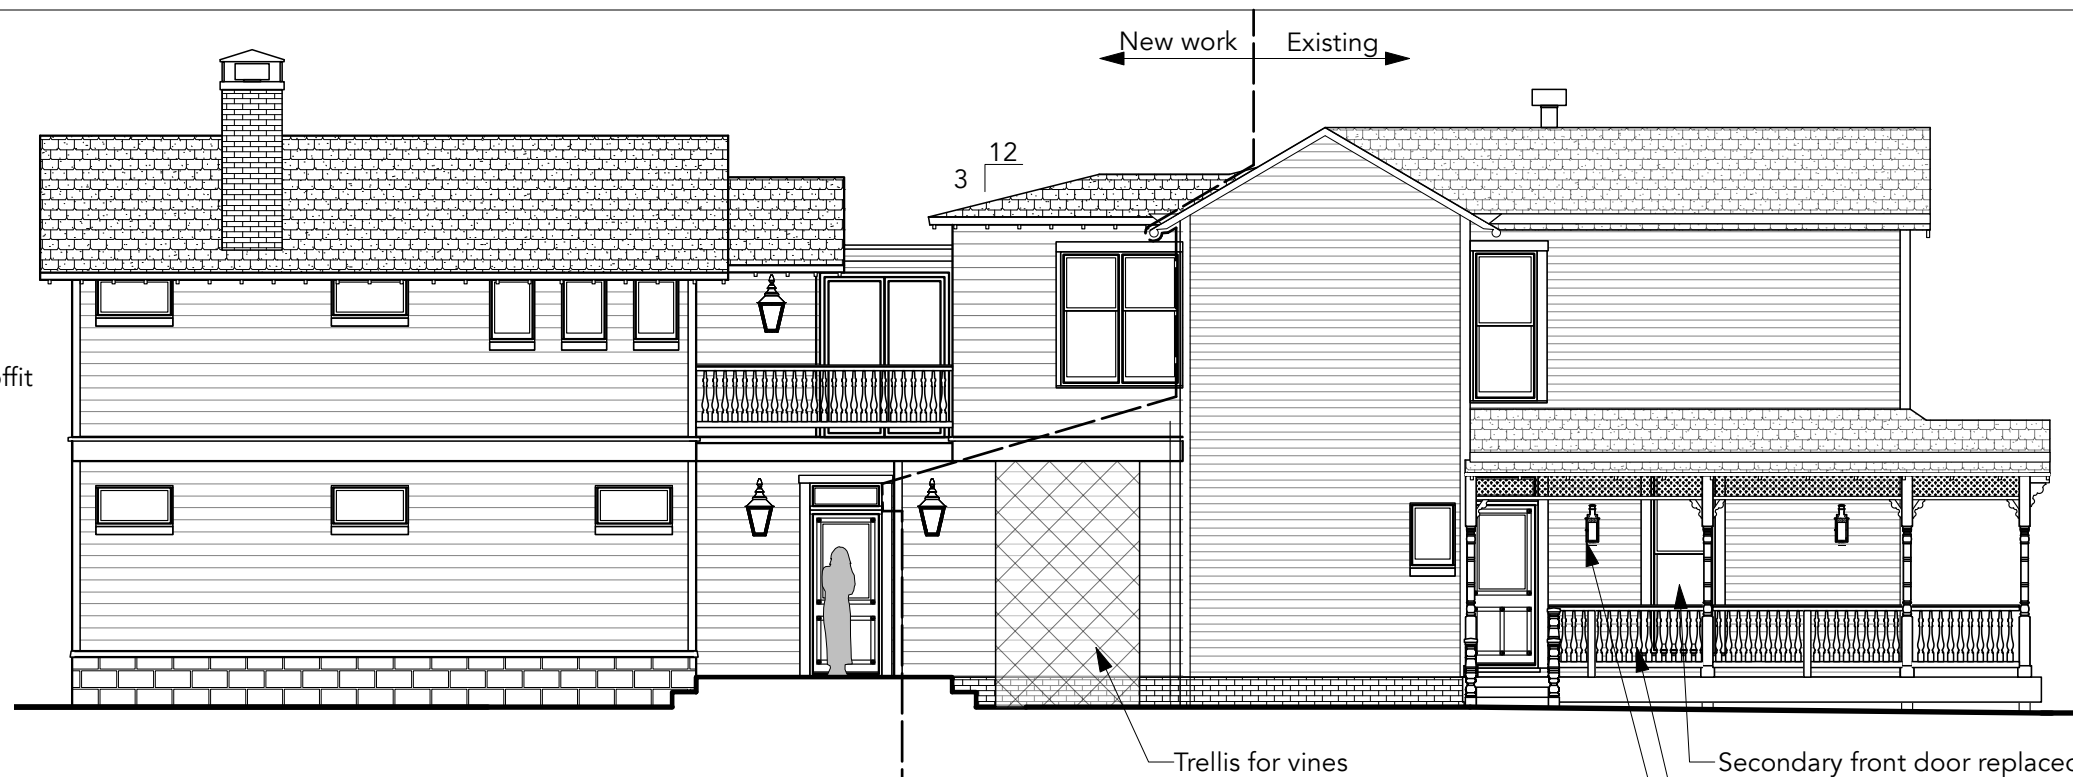 New work
Existing
12
3
ffit
Trellis for vines
Secondary front door replaced